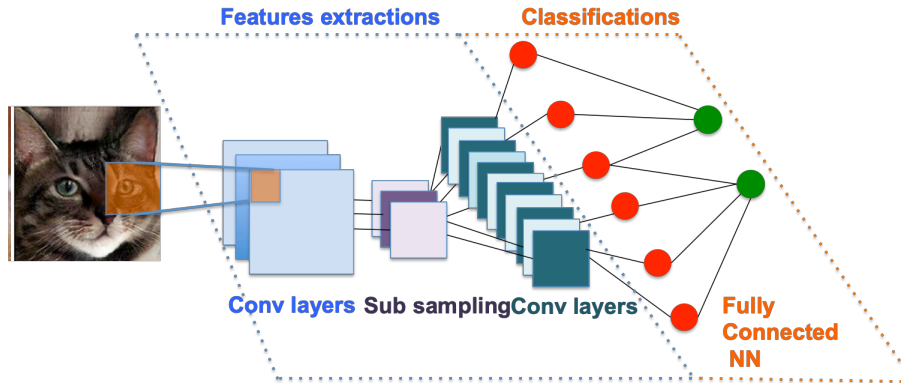 Features extractions
Classifications
Conv layers
Sub sampling
Conv layers
Fully
Connected
NN